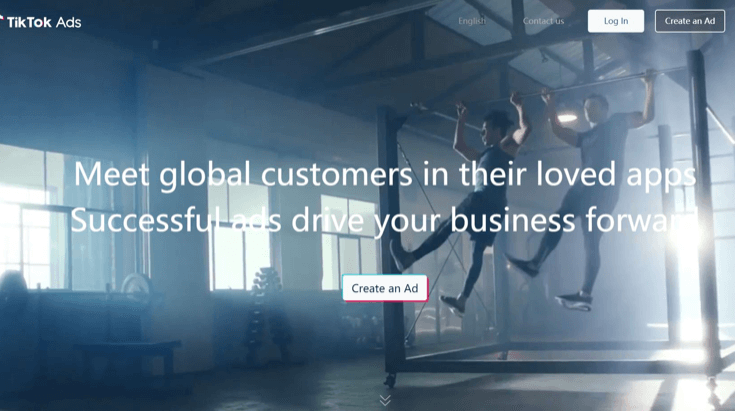 TikTok Ads
English
Contact us
Log In
Create an Ad
Meet global customers in their loved apps
Successful ads drive your business forward
Create an Ad